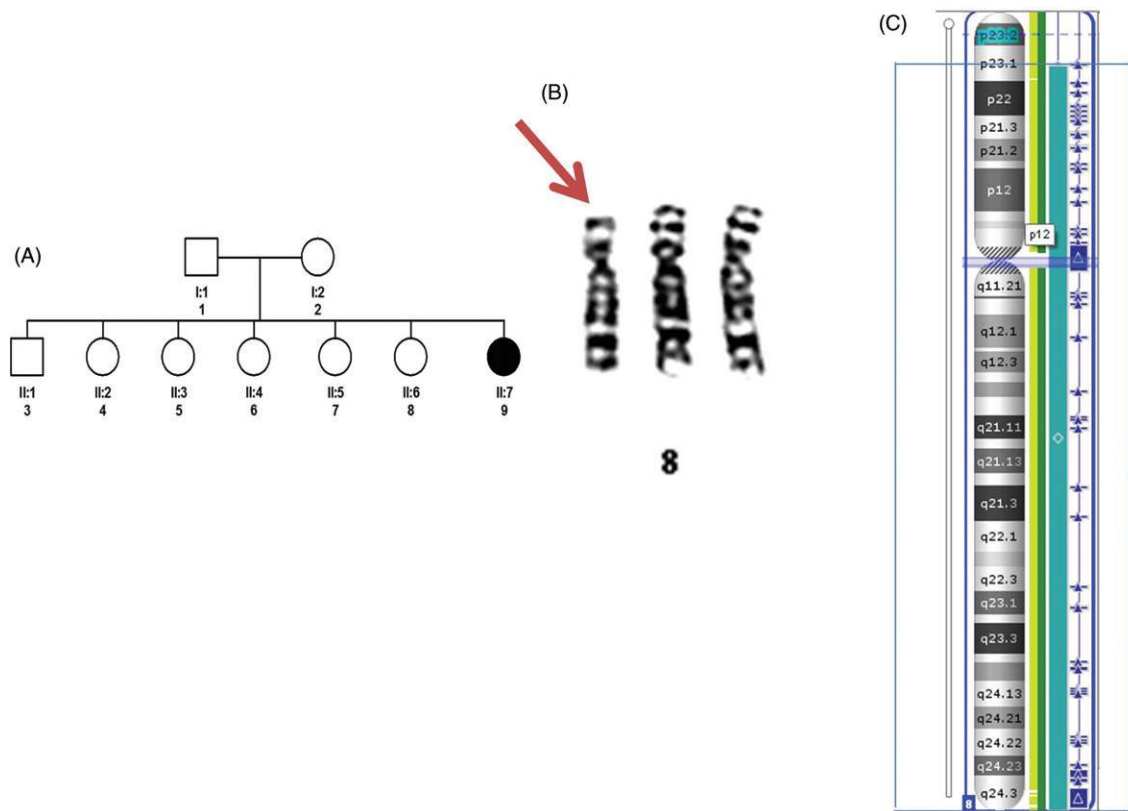 (A)
I:1
1
I:2
2
II:1
3
II:2
4
II:3
5
II:4
6
II:5
7
II:6
8
II:7
9
(B)
8
(C)
p23.2
p23.1
p22
p21.3
p21.2
p12
p12
q11.21
q12.1
q12.3
q21.11
q21.13
q21.3
q22.1
q22.3
q23.1
q23.3
q24.13
q24.21
q24.22
q24.23
q24.3
8